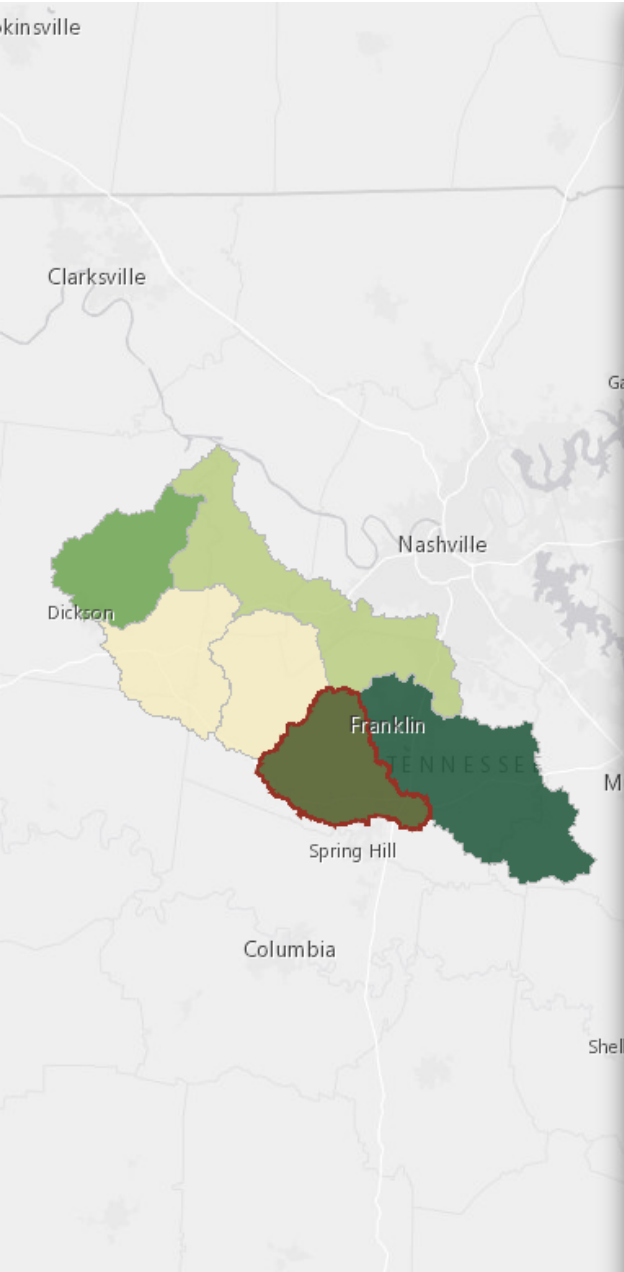 kinsville
Clarksville
Ga
Nashville
Dickson
Franklin
TENNESSEE
M
Spring Hill
Columbia
Shel